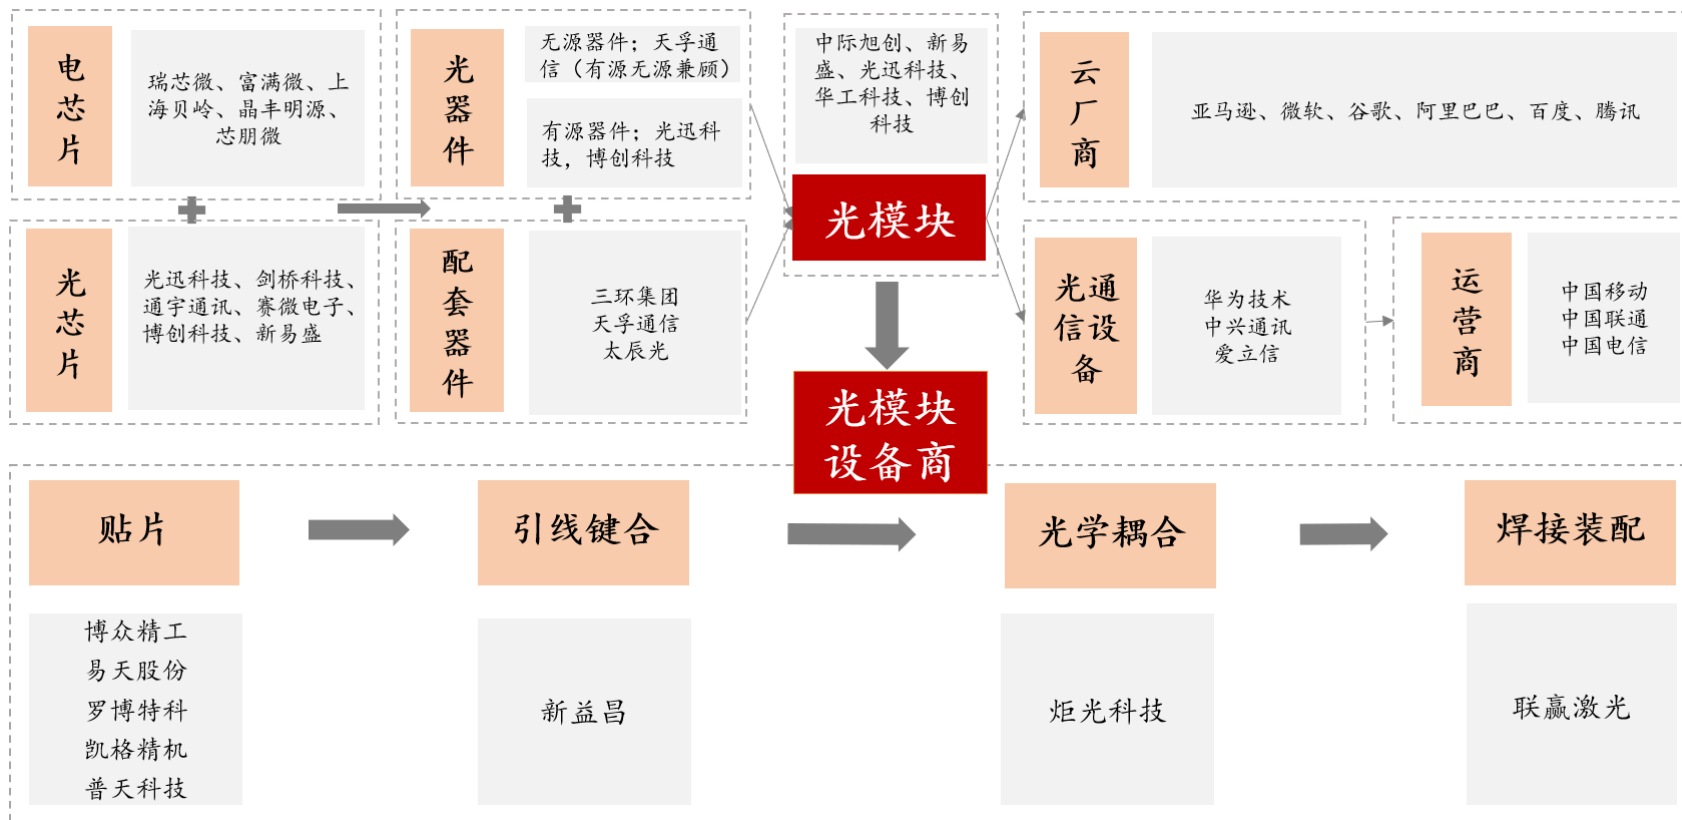 电芯片
瑞芯微、富满微、上
海贝岭、晶丰明源、
芯朋微
光芯片
光迅科技、剑桥科技、
通宇通讯、赛微电子、
博创科技、新易盛
光器件
无源器件；天孚通
信（有源无源兼顾）
有源器件；光迅科
技，博创科技
配套器件
三环集团
天孚通信
太辰光
中际旭创、新易
盛、光迅科技、
华工科技、博创
科技
光模块
光模块
设备商
云厂商
亚马逊、微软、谷歌、阿里巴巴、百度、腾讯
光通
信设
备
华为技术
中兴通讯
爱立信
运营商
中国移动
中国联通
中国电信
贴片
引线键合
光学耦合
焊接装配
博众精工
易天股份
罗博特科
凯格精机
普天科技
新益昌
炬光科技
联赢激光